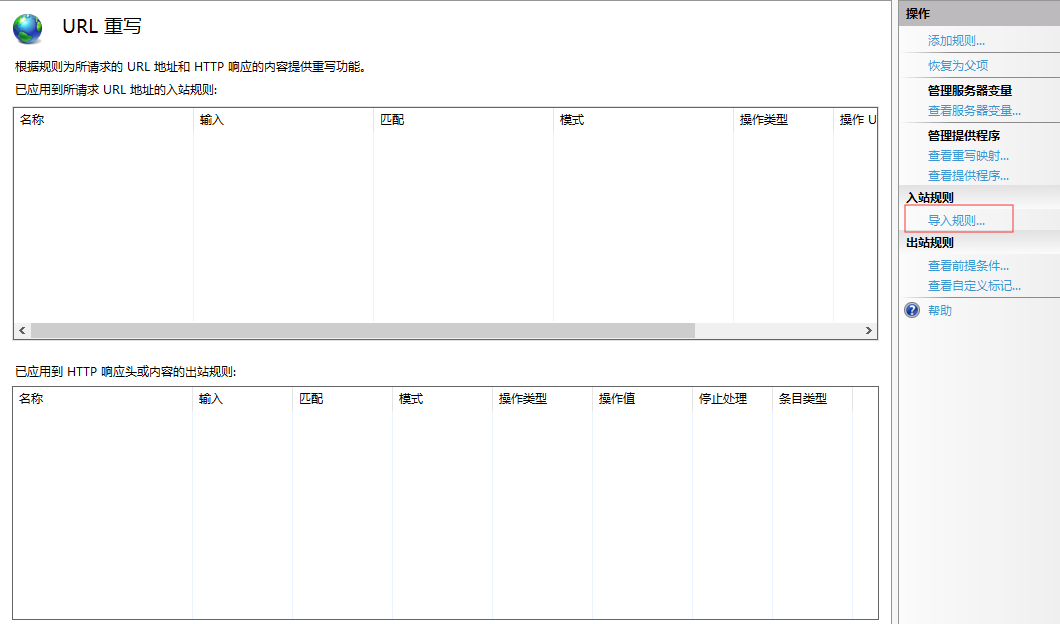 URL 重写
根据规则为所请求的 URL 地址和 HTTP 响应的内容提供重写功能。
已应用到所请求 URL 地址的入站规则:
名称 输入 匹配 模式 操作类型 操作 U
已应用到 HTTP 响应头或内容的出站规则:
名称 输入 匹配 模式 操作类型 操作值 停止处理 条目类型
操作
添加规则...
恢复为父项
管理服务器变量
查看服务器变量...
管理提供程序
查看重写映射...
查看提供程序...
入站规则
导入规则...
出站规则
查看前提条件...
查看自定义标记...
帮助